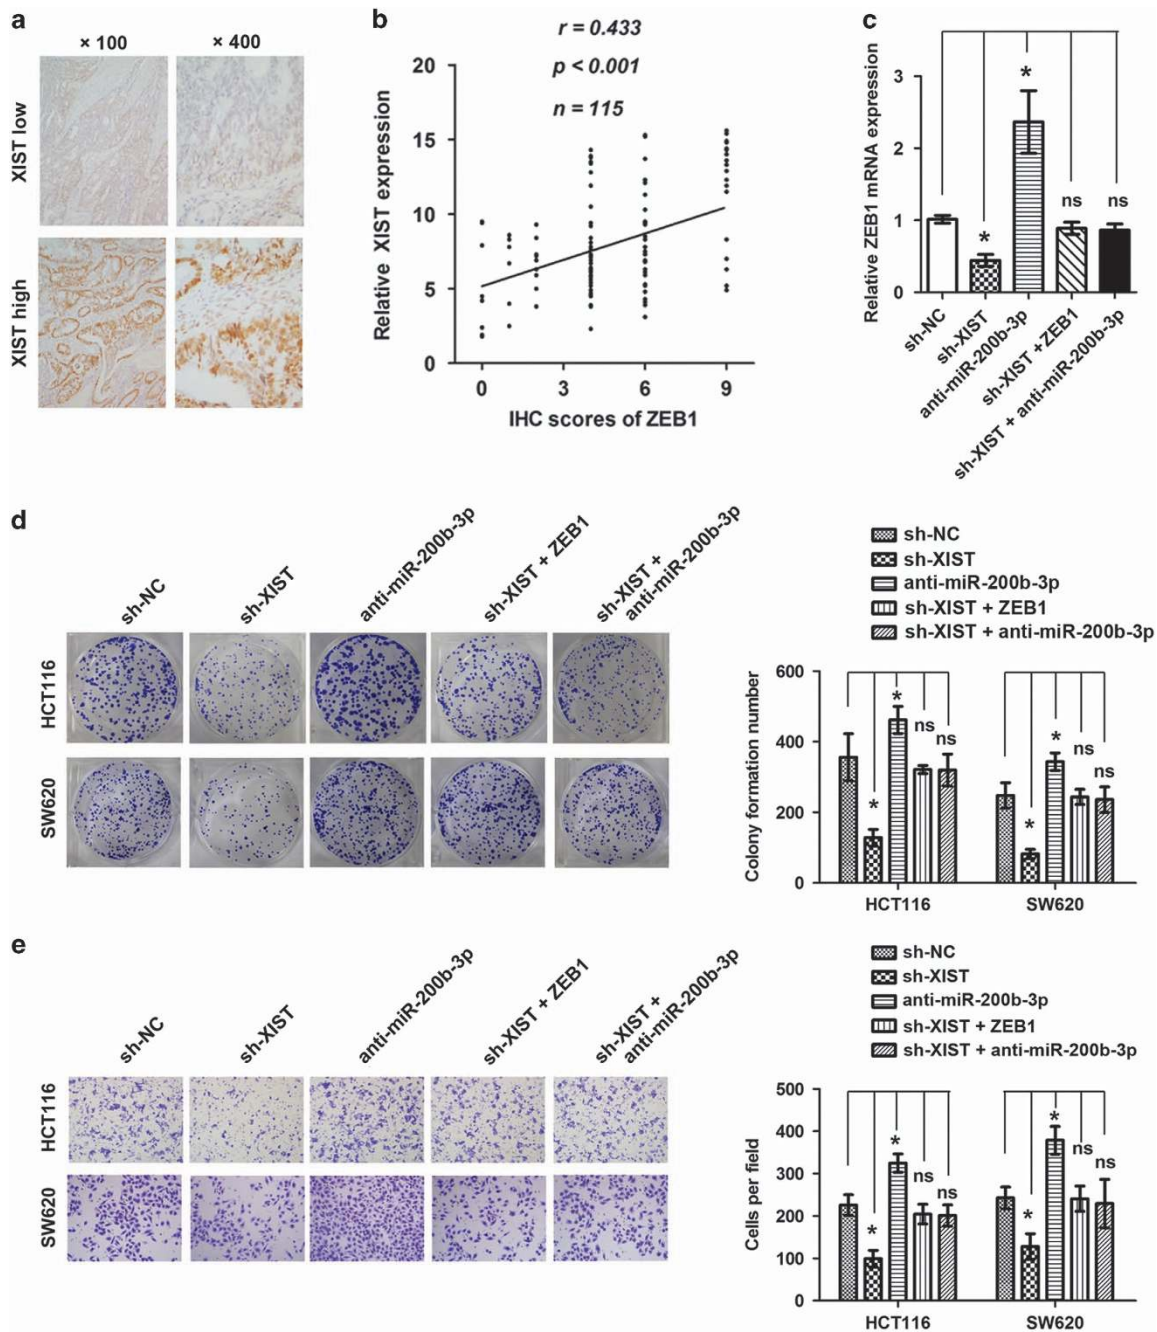 a
× 100
× 400
XIST low
XIST high
b
r = 0.433
p < 0.001
n = 115
Relative XIST expression
20
15
10
5
0
0 3 6 9
IHC scores of ZEB1
c
Relative ZEB1 mRNA expression
3
2
1
0
*
*
ns
ns
sh-NC
sh-XIST
anti-miR-200b-3p
sh-XIST +ZEB1
sh-XIST + anti-miR-200b-3p
d
sh-NC
sh-XIST
anti-miR-200b-3p
sh-XIST + ZEB1
sh-XIST +
anti-miR-200b-3p
HCT116
SW620
sh-NC
sh-XIST
anti-miR-200b-3p
sh-XIST + ZEB1
sh-XIST + anti-miR-200b-3p
Colony formation number
600
400
200
0
*
*
ns
ns
*
*
ns
ns
HCT116
SW620
e
sh-NC
sh-XIST
anti-miR-200b-3p
sh-XIST + ZEB1
sh-XIST +
anti-miR-200b-3p
HCT116
SW620
sh-NC
sh-XIST
anti-miR-200b-3p
sh-XIST + ZEB1
sh-XIST + anti-miR-200b-3p
Cells per field
500
400
300
200
100
0
*
*
ns
ns
*
*
ns
ns
HCT116
SW620